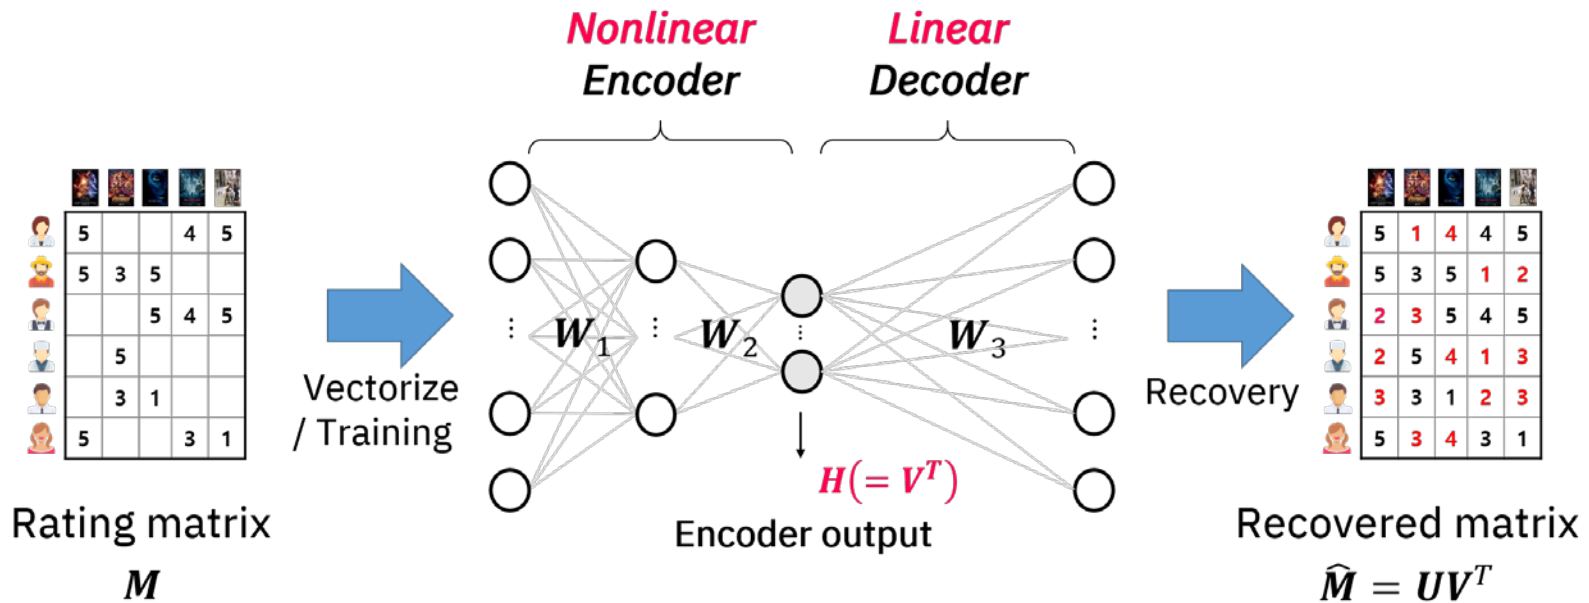 Nonlinear
Encoder
Linear
Decoder
5 4 5
5 3 5
5 4 5
5
3 1
5 3 1
Rating matrix
M
Vectorize
/ Training
W1
⋮
⋮
W2
⋮
W3
⋮
H(= V^T)
Encoder output
Recovery
5 1 4 4 5
5 3 5 1 2
2 3 5 4 5
2 5 4 1 3
3 3 1 2 3
5 3 4 3 1
Recovered matrix
M̂ = UV^T